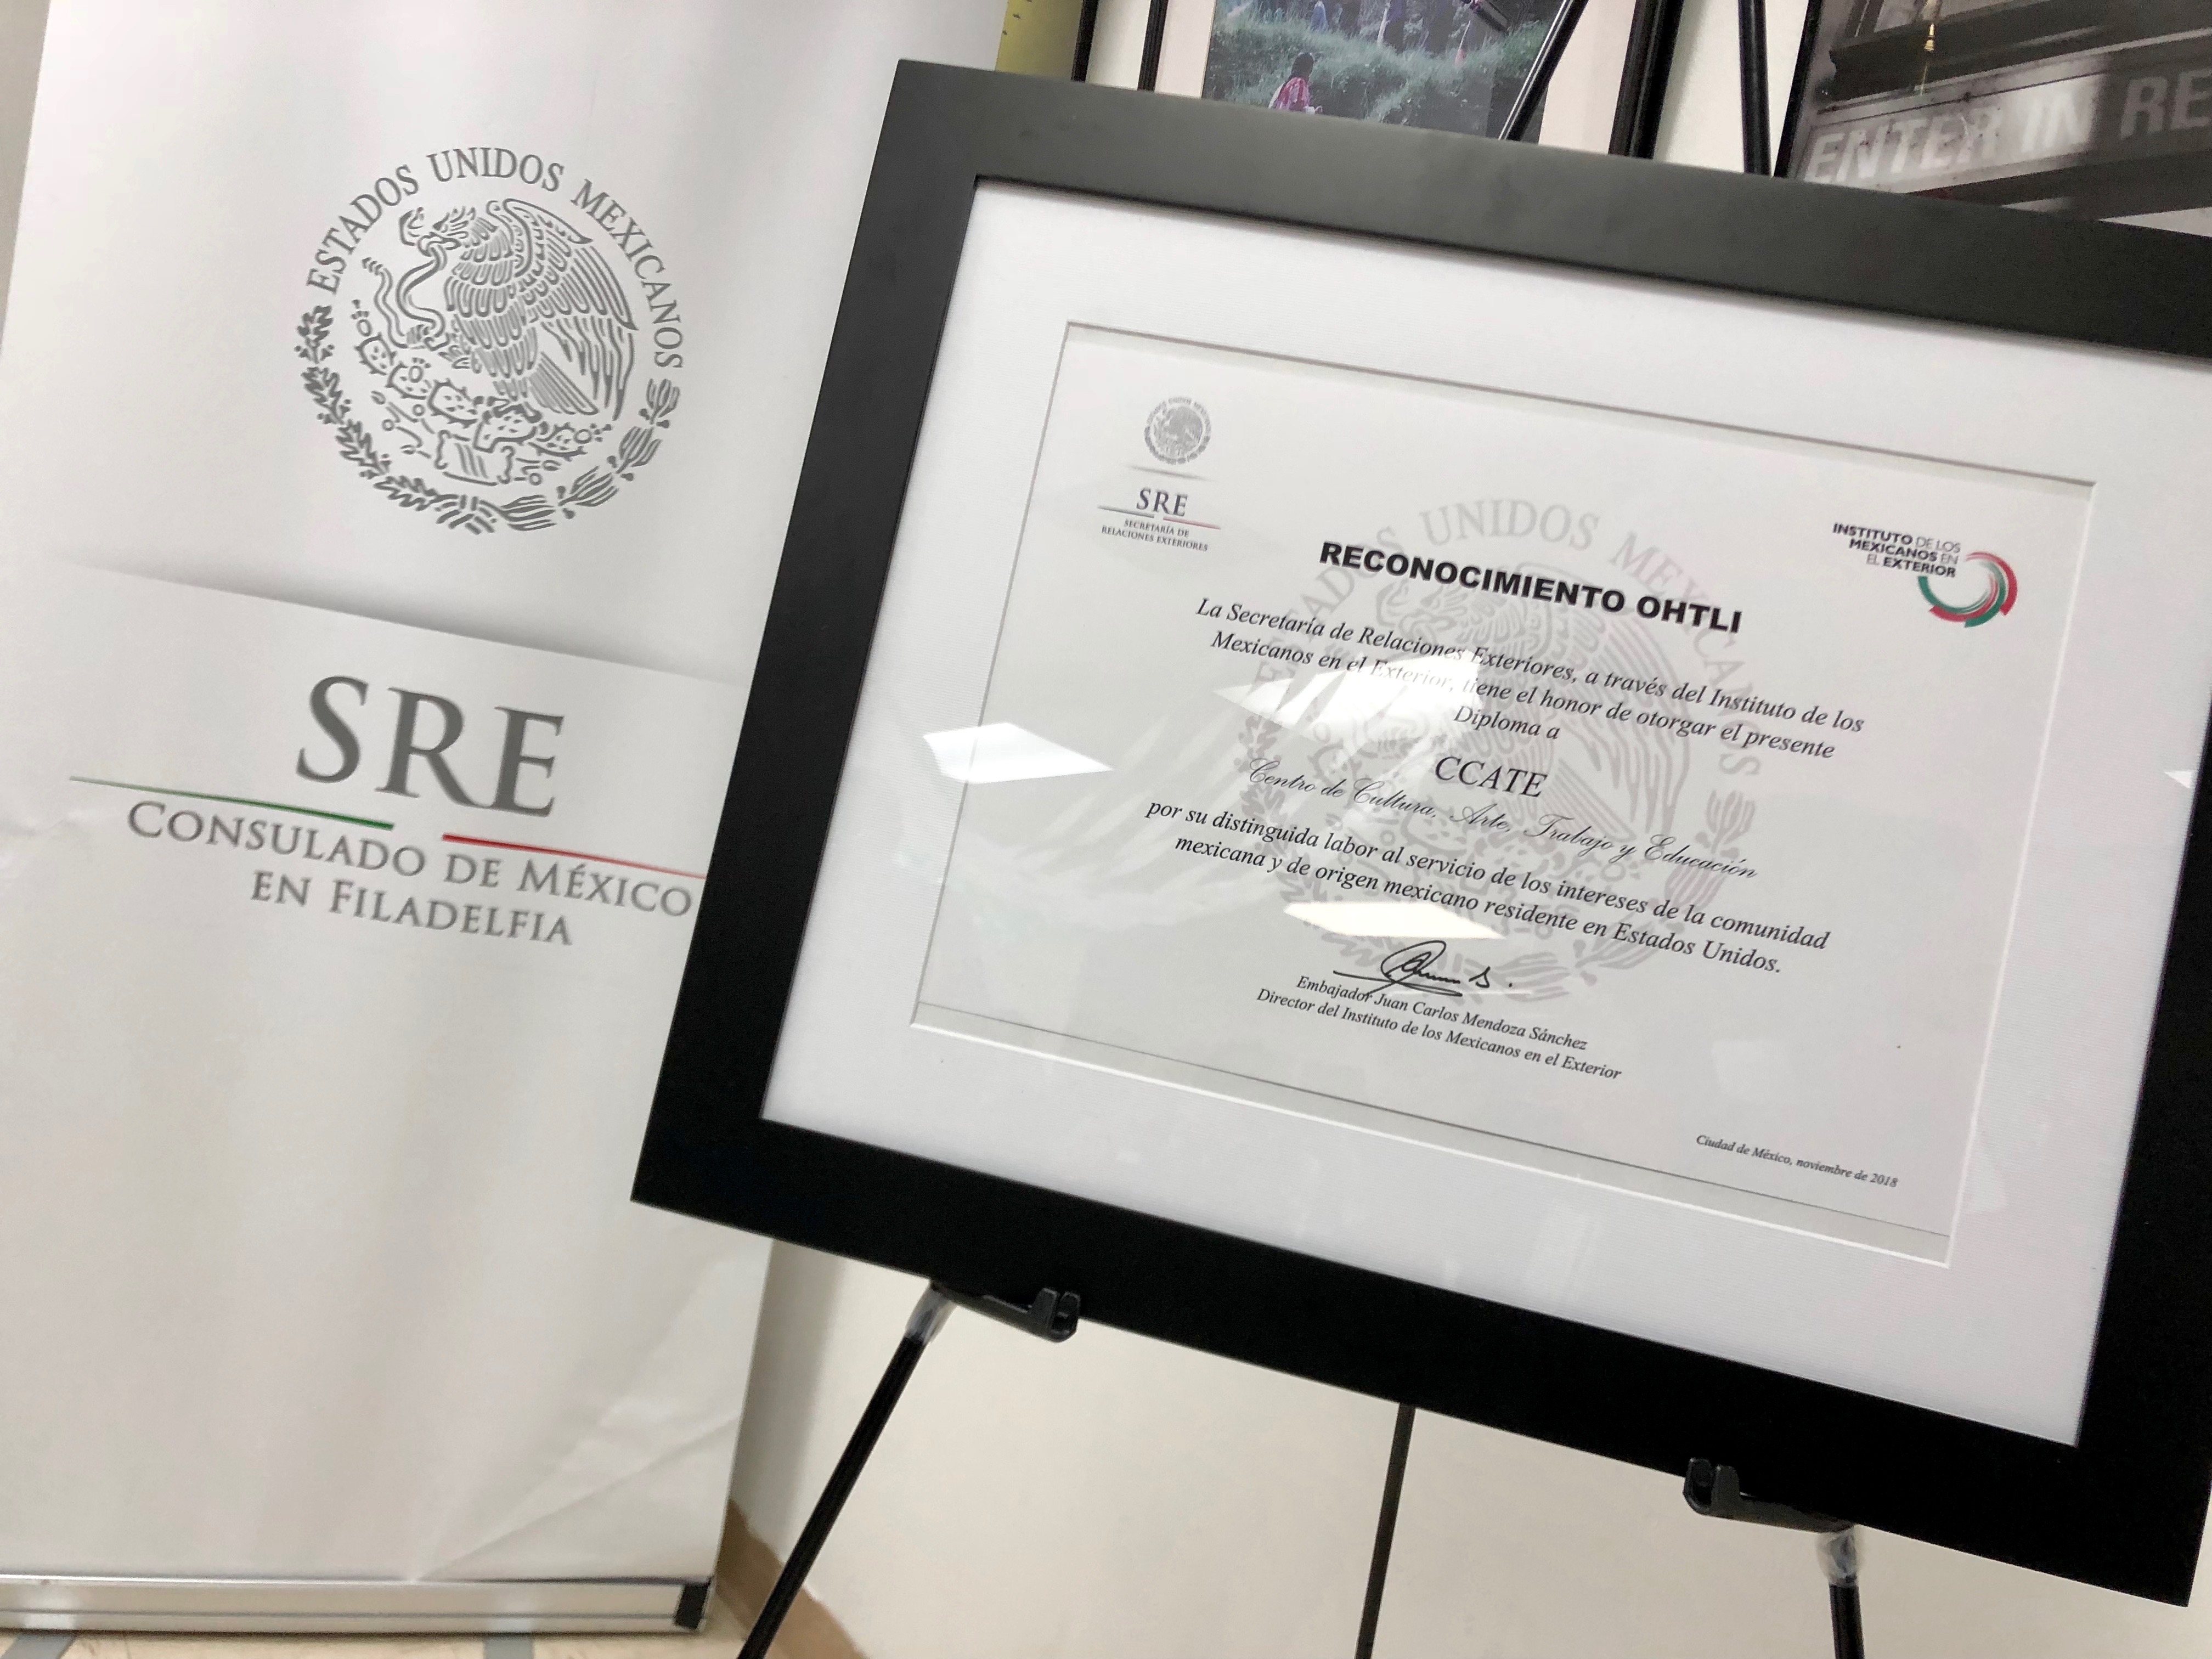 ESTADOS UNIDOS MEXICANOS
SRE
CONSULADO DE MÉXICO
EN FILADELFIA
ENTER IN RE
SRE
SECRETARÍA DE
RELACIONES EXTERIORES
INSTITUTO DE LOS
MEXICANOS EN
EL EXTERIOR
ESTADOS UNIDOS MEXICANOS
RECONOCIMIENTO OHTLI
La Secretaría de Relaciones Exteriores, a través del Instituto de los
Mexicanos en el Exterior, tiene el honor de otorgar el presente
Diploma a
CCATE
Centro de Cultura, Arte, Trabajo y Educación
por su distinguida labor al servicio de los intereses de la comunidad
mexicana y de origen mexicano residente en Estados Unidos.
Embajador Juan Carlos Mendoza Sánchez
Director del Instituto de los Mexicanos en el Exterior
Ciudad de México, noviembre de 2018